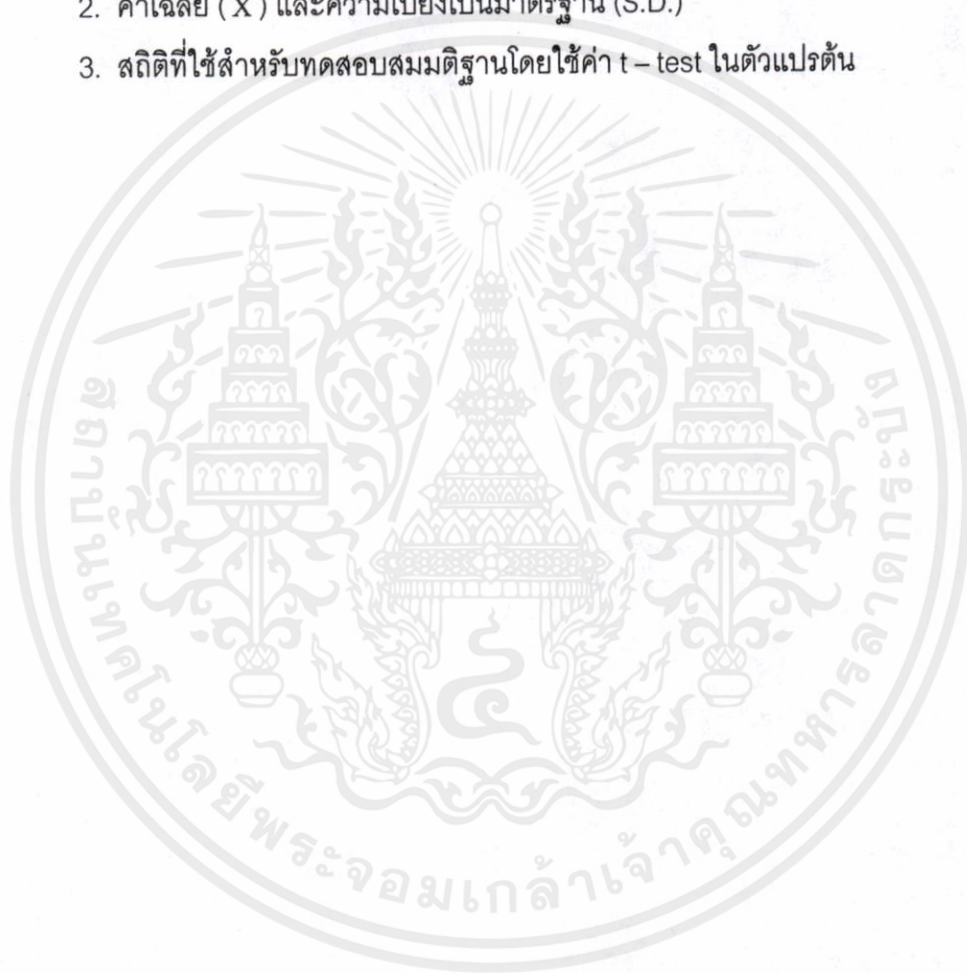 2. ค่าเฉลี่ย ( X ) และความเบี่ยงเบนมาตรฐาน (S.D.)
3. สถิติที่ใช้สำหรับทดสอบสมมติฐานโดยใช้ค่า t – test ในตัวแปรต้น
สถาบันเทคโนโลยีพระจอมเกล้าเจ้าคุณทหารลาดกระบัง